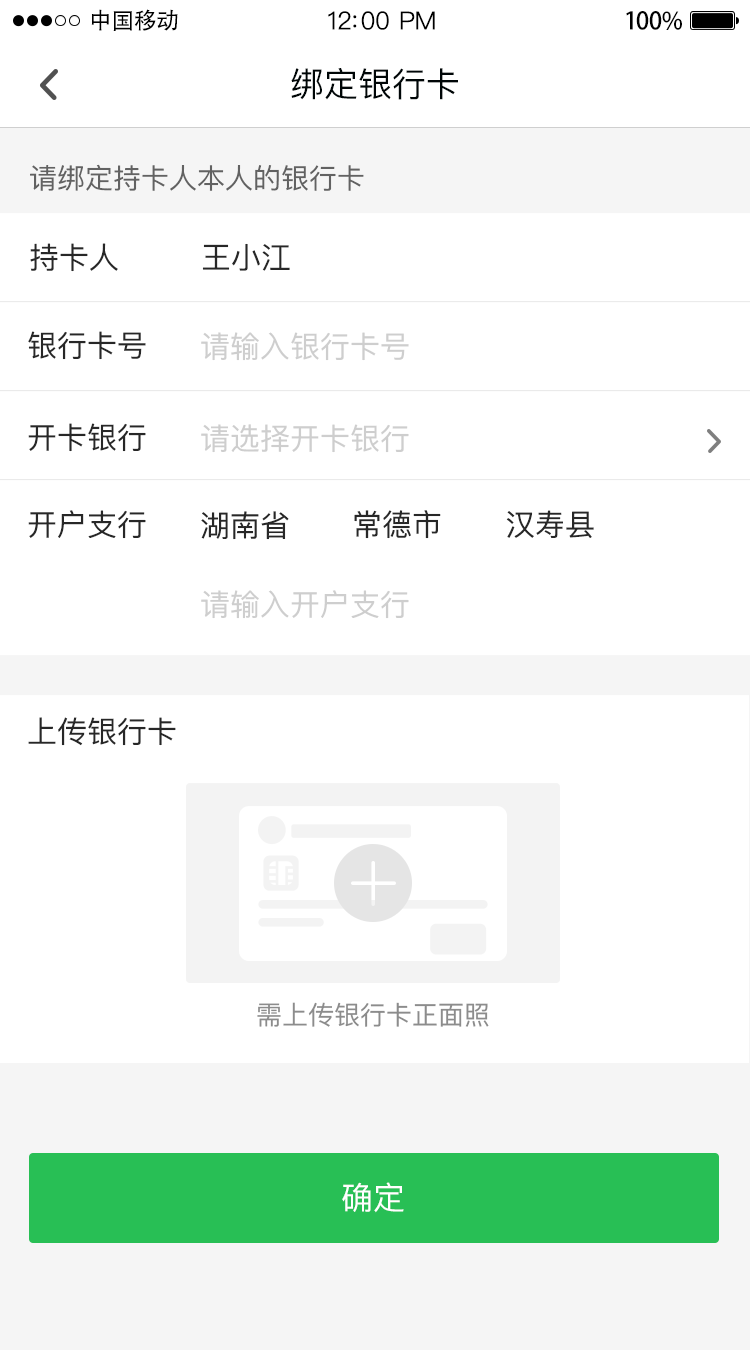 中国移动 12:00 PM 100%
绑定银行卡
请绑定持卡人本人的银行卡
持卡人 王小江
银行卡号 请输入银行卡号
开卡银行 请选择开卡银行
开户支行 湖南省 常德市 汉寿县
请输入开户支行
上传银行卡
需上传银行卡正面照
确定